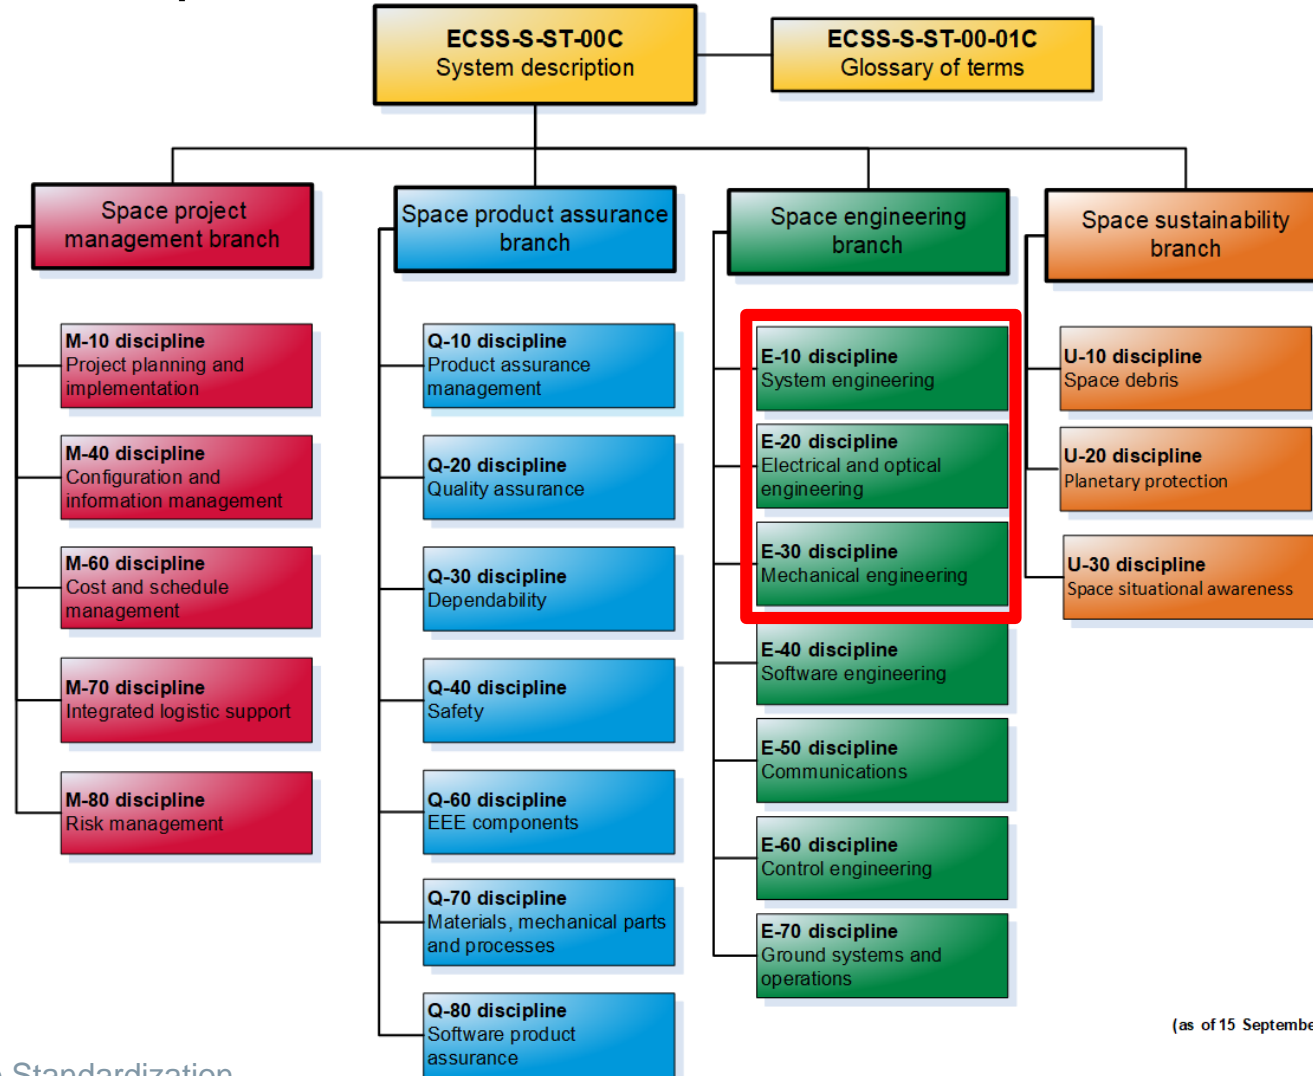 ECSS-S-ST-00C
System description
ECSS-S-ST-00-01C
Glossary of terms
Space project
management branch
M-10 discipline
Project planning and
implementation
M-40 discipline
Configuration and
information management
M-60 discipline
Cost and schedule
management
M-70 discipline
Integrated logistic support
M-80 discipline
Risk management
Space product assurance
branch
Q-10 discipline
Product assurance
management
Q-20 discipline
Quality assurance
Q-30 discipline
Dependability
Q-40 discipline
Safety
Q-60 discipline
EEE components
Q-70 discipline
Materials, mechanical parts
and processes
Q-80 discipline
Software product
assurance
Space engineering
branch
E-10 discipline
System engineering
E-20 discipline
Electrical and optical
engineering
E-30 discipline
Mechanical engineering
E-40 discipline
Software engineering
E-50 discipline
Communications
E-60 discipline
Control engineering
E-70 discipline
Ground systems and
operations
Space sustainability
branch
U-10 discipline
Space debris
U-20 discipline
Planetary protection
U-30 discipline
Space situational awareness
(as of 15 Septembe
Standardization